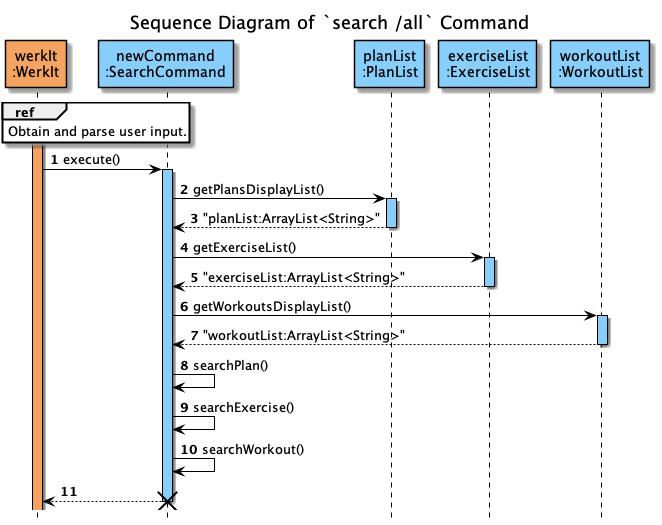 Sequence Diagram of `search /all` Command
werkIt
:WerkIt
newCommand
:SearchCommand
planList
:PlanList
exerciseList
:ExerciseList
workoutList
:WorkoutList
ref
Obtain and parse user input.
1 execute()
2 getPlansDisplayList()
3 "planList:ArrayList<String>"
4 getExerciseList()
5 "exerciseList:ArrayList<String>"
6 getWorkoutsDisplayList()
7 "workoutList:ArrayList<String>"
8 searchPlan()
9 searchExercise()
10 searchWorkout()
11